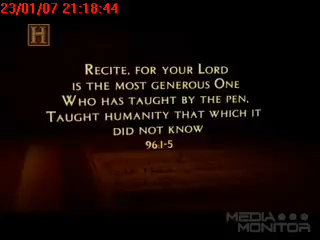 23/01/07 21:18:44
H
RECITE, FOR YOUR LORD
IS THE MOST GENEROUS ONE
WHO HAS TAUGHT BY THE PEN,
TAUGHT HUMANITY THAT WHICH IT
DID NOT KNOW
96:1-5
MEDIA
MONITOR